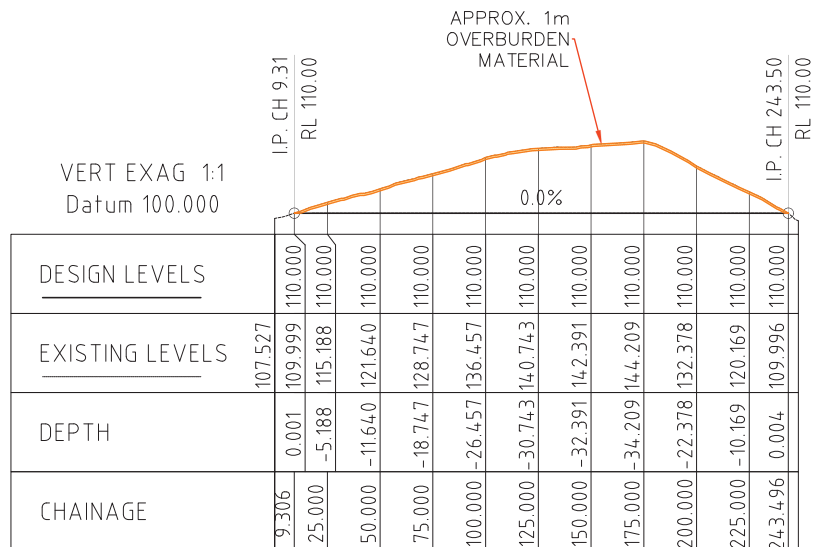 APPROX. 1m
OVERBURDEN
MATERIAL
I.P. CH 9.31
RL 110.00
I.P. CH 243.50
RL 110.00
VERT EXAG 1:1
Datum 100.000
0.0%
DESIGN LEVELS 110.000 110.000 110.000 110.000 110.000 110.000 110.000 110.000 110.000 110.000 110.000
EXISTING LEVELS 107.527 109.999 115.188 121.640 128.747 136.457 140.743 142.391 144.209 132.378 120.169 109.996
DEPTH 0.001 -5.188 -11.640 -18.747 -26.457 -30.743 -32.391 -34.209 -22.378 -10.169 0.004
CHAINAGE 9.306 25.000 50.000 75.000 100.000 125.000 150.000 175.000 200.000 225.000 243.496